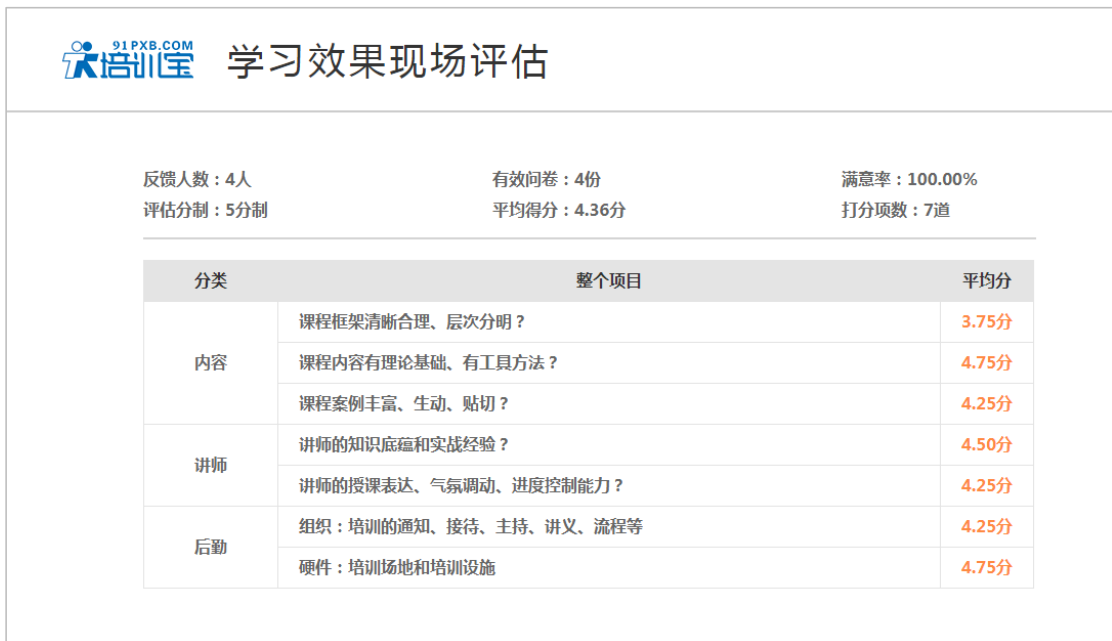 91PXB.COM
培训宝 学习效果现场评估
反馈人数：4人 有效问卷：4份 满意率：100.00%
评估分制：5分制 平均得分：4.36分 打分项数：7道
分类 整个项目 平均分
内容
课程框架清晰合理、层次分明？ 3.75分
课程内容有理论基础、有工具方法？ 4.75分
课程案例丰富、生动、贴切？ 4.25分
讲师
讲师的知识底蕴和实战经验？ 4.50分
讲师的授课表达、气氛调动、进度控制能力？ 4.25分
后勤
组织：培训的通知、接待、主持、讲义、流程等 4.25分
硬件：培训场地和培训设施 4.75分